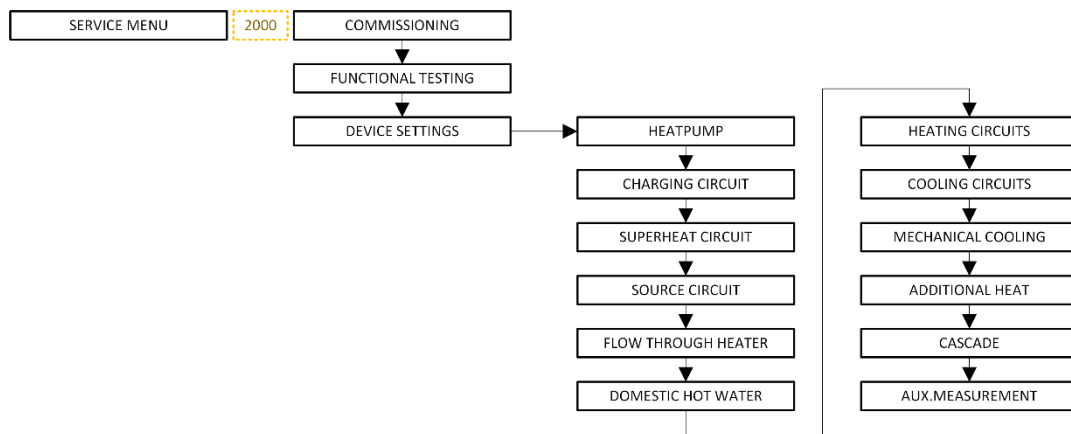 SERVICE MENU
2000
COMMISSIONING
FUNCTIONAL TESTING
DEVICE SETTINGS
HEATPUMP
CHARGING CIRCUIT
SUPERHEAT CIRCUIT
SOURCE CIRCUIT
FLOW THROUGH HEATER
DOMESTIC HOT WATER
HEATING CIRCUITS
COOLING CIRCUITS
MECHANICAL COOLING
ADDITIONAL HEAT
CASCADE
AUX.MEASUREMENT